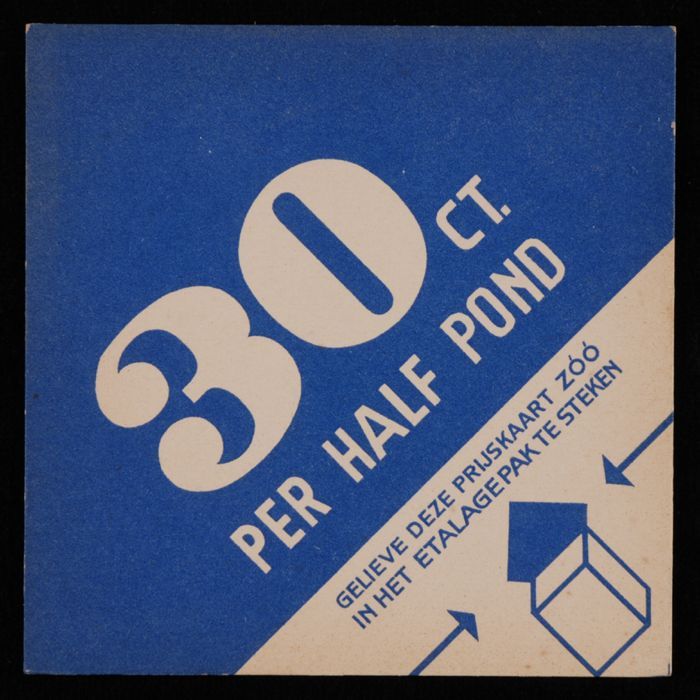 30 CT.
PER HALF POND
GELIEVE DEZE PRIJSKAART ZÓÓ
IN HET ETALAGEPAK TE STEKEN